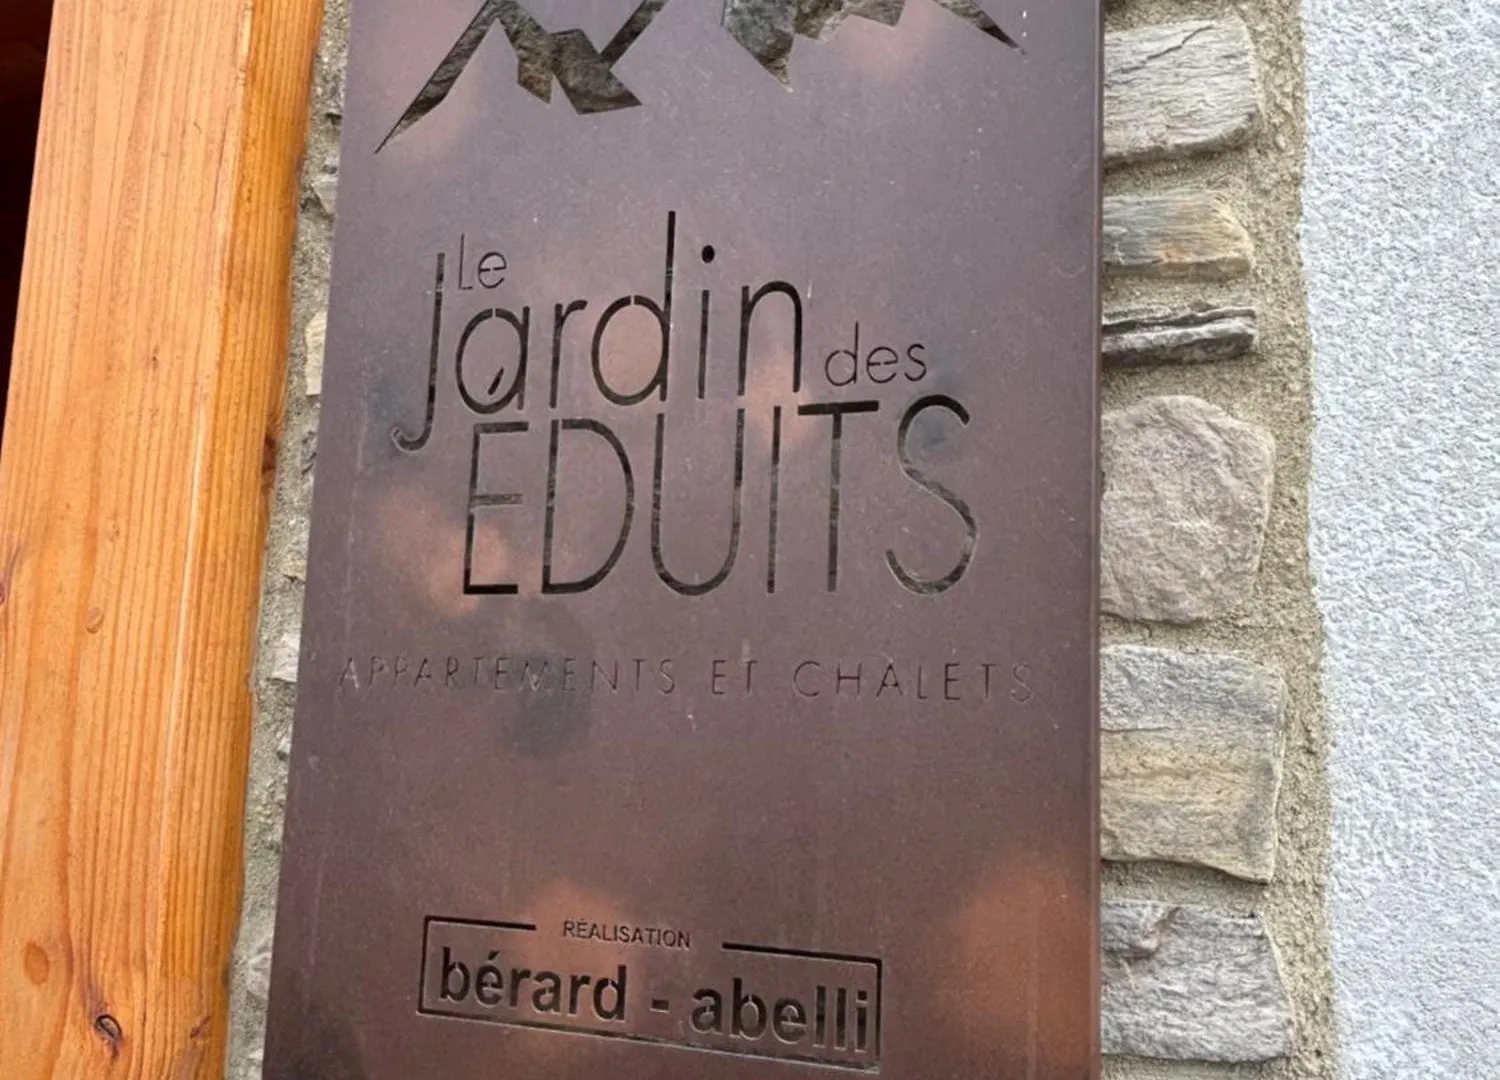 Le
Jardin des
EDUITS
APPARTEMENTS ET CHALETS
RÉALISATION
bérard - abelli